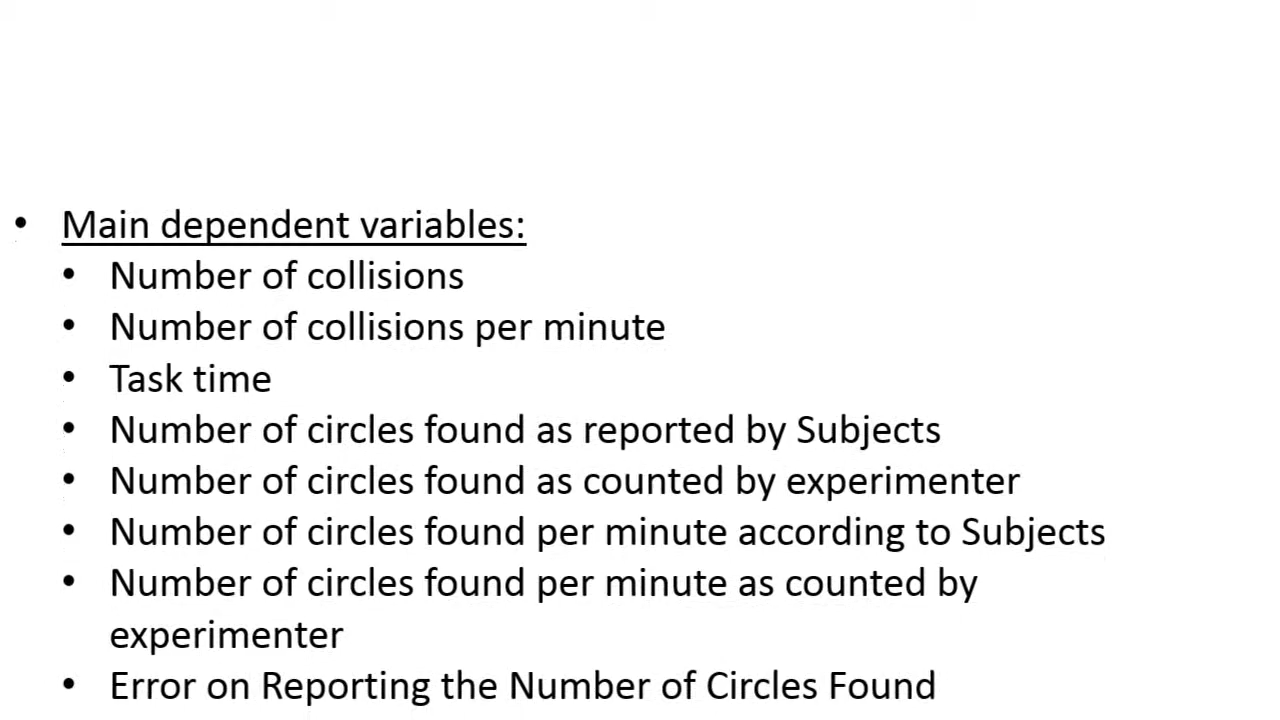 • Main dependent variables:
• Number of collisions
• Number of collisions per minute
• Task time
• Number of circles found as reported by Subjects
• Number of circles found as counted by experimenter
• Number of circles found per minute according to Subjects
• Number of circles found per minute as counted by
experimenter
• Error on Reporting the Number of Circles Found